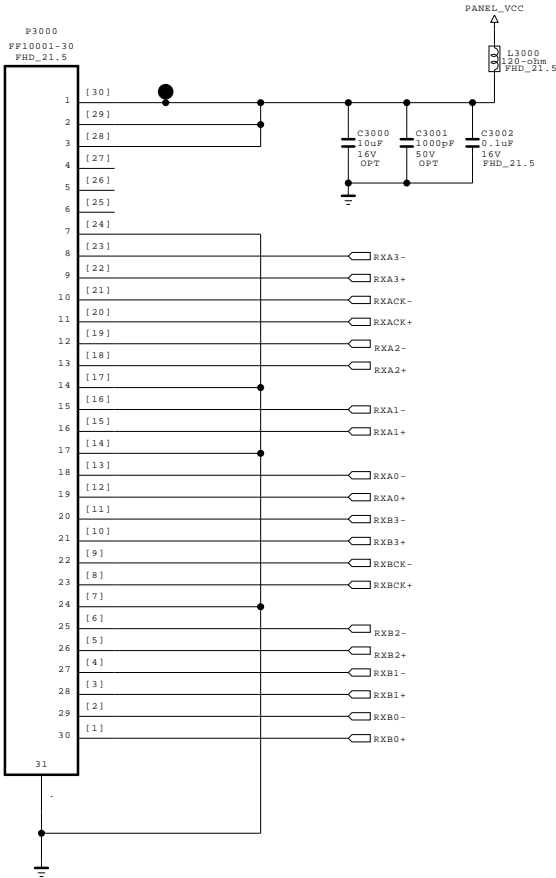 PANEL_VCC
P3000
FF10001-30
FHD_21.5
L3000
120-ohm
FHD_21.5
C3000
10uF
16V
OPT
C3001
1000pF
50V
OPT
C3002
0.1uF
16V
FHD_21.5
1 [30]
2 [29]
3 [28]
4 [27]
5 [26]
6 [25]
7 [24]
8 [23] RXA3-
9 [22] RXA3+
10 [21] RXACK-
11 [20] RXACK+
12 [19] RXA2-
13 [18] RXA2+
14 [17]
15 [16] RXA1-
16 [15] RXA1+
17 [14]
18 [13] RXA0-
19 [12] RXA0+
20 [11] RXB3-
21 [10] RXB3+
22 [9] RXBCK-
23 [8] RXBCK+
24 [7]
25 [6] RXB2-
26 [5] RXB2+
27 [4] RXB1-
28 [3] RXB1+
29 [2] RXB0-
30 [1] RXB0+
31
.